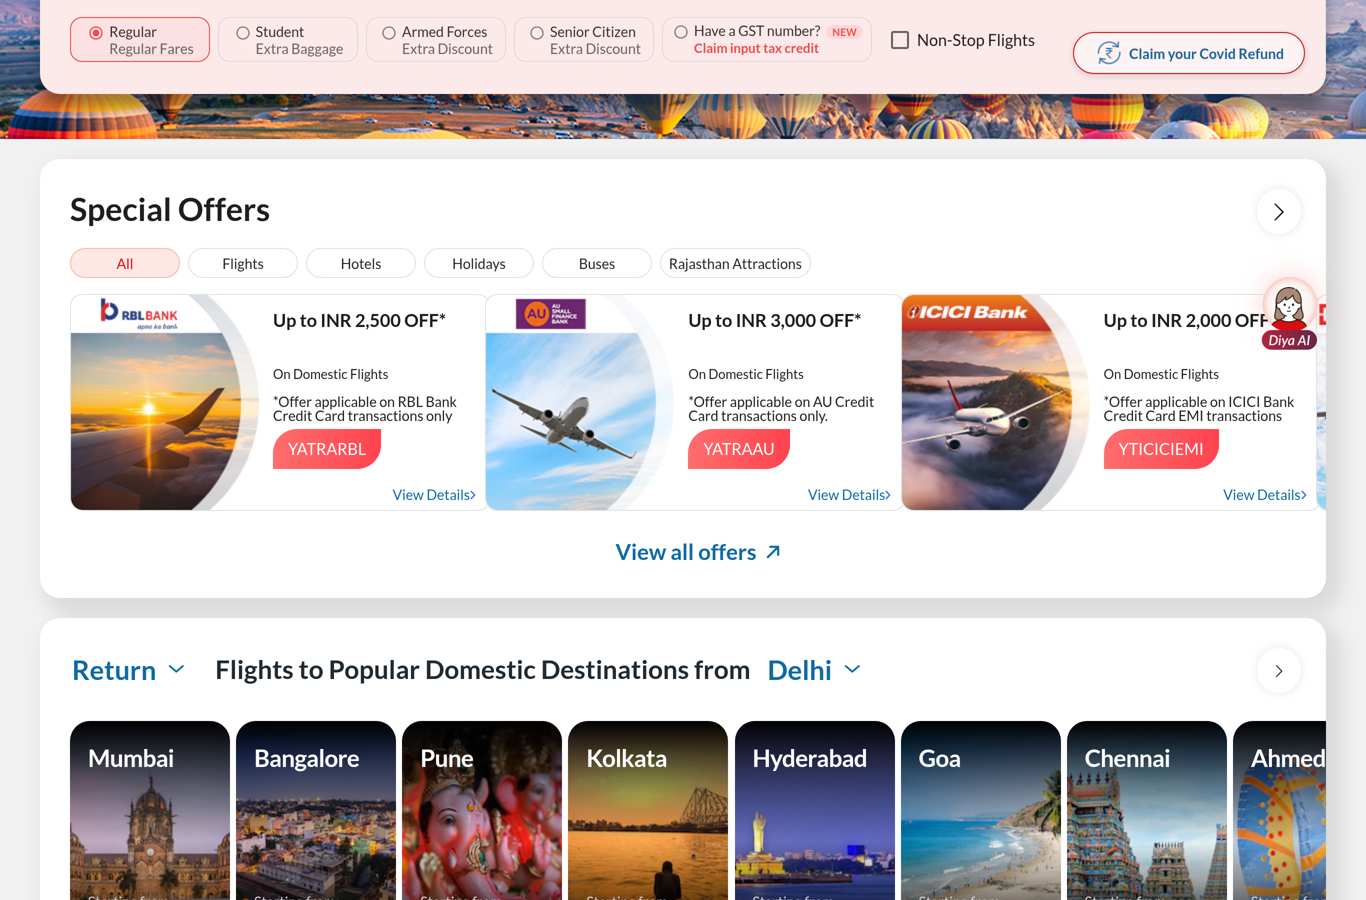 Regular
Regular Fares
Student
Extra Baggage
Armed Forces
Extra Discount
Senior Citizen
Extra Discount
Have a GST number? NEW
Claim input tax credit
Non-Stop Flights
Claim your Covid Refund
Special Offers
All
Flights
Hotels
Holidays
Buses
Rajasthan Attractions
RBLBANK
apno ka bank
Up to INR 2,500 OFF*
On Domestic Flights
*Offer applicable on RBL Bank
Credit Card transactions only
YATRARBL
View Details
AU
AU
SMALL
FINANCE
BANK
Up to INR 3,000 OFF*
On Domestic Flights
*Offer applicable on AU Credit
Card transactions only.
YATRAAU
View Details
ICICI Bank
Up to INR 2,000 OFF
On Domestic Flights
*Offer applicable on ICICI Bank
Credit Card EMI transactions
YTICICIEMI
View Details
Diya AI
View all offers
Return
Flights to Popular Domestic Destinations from
Delhi
Mumbai
Bangalore
Pune
Kolkata
Hyderabad
Goa
Chennai
Ahmed